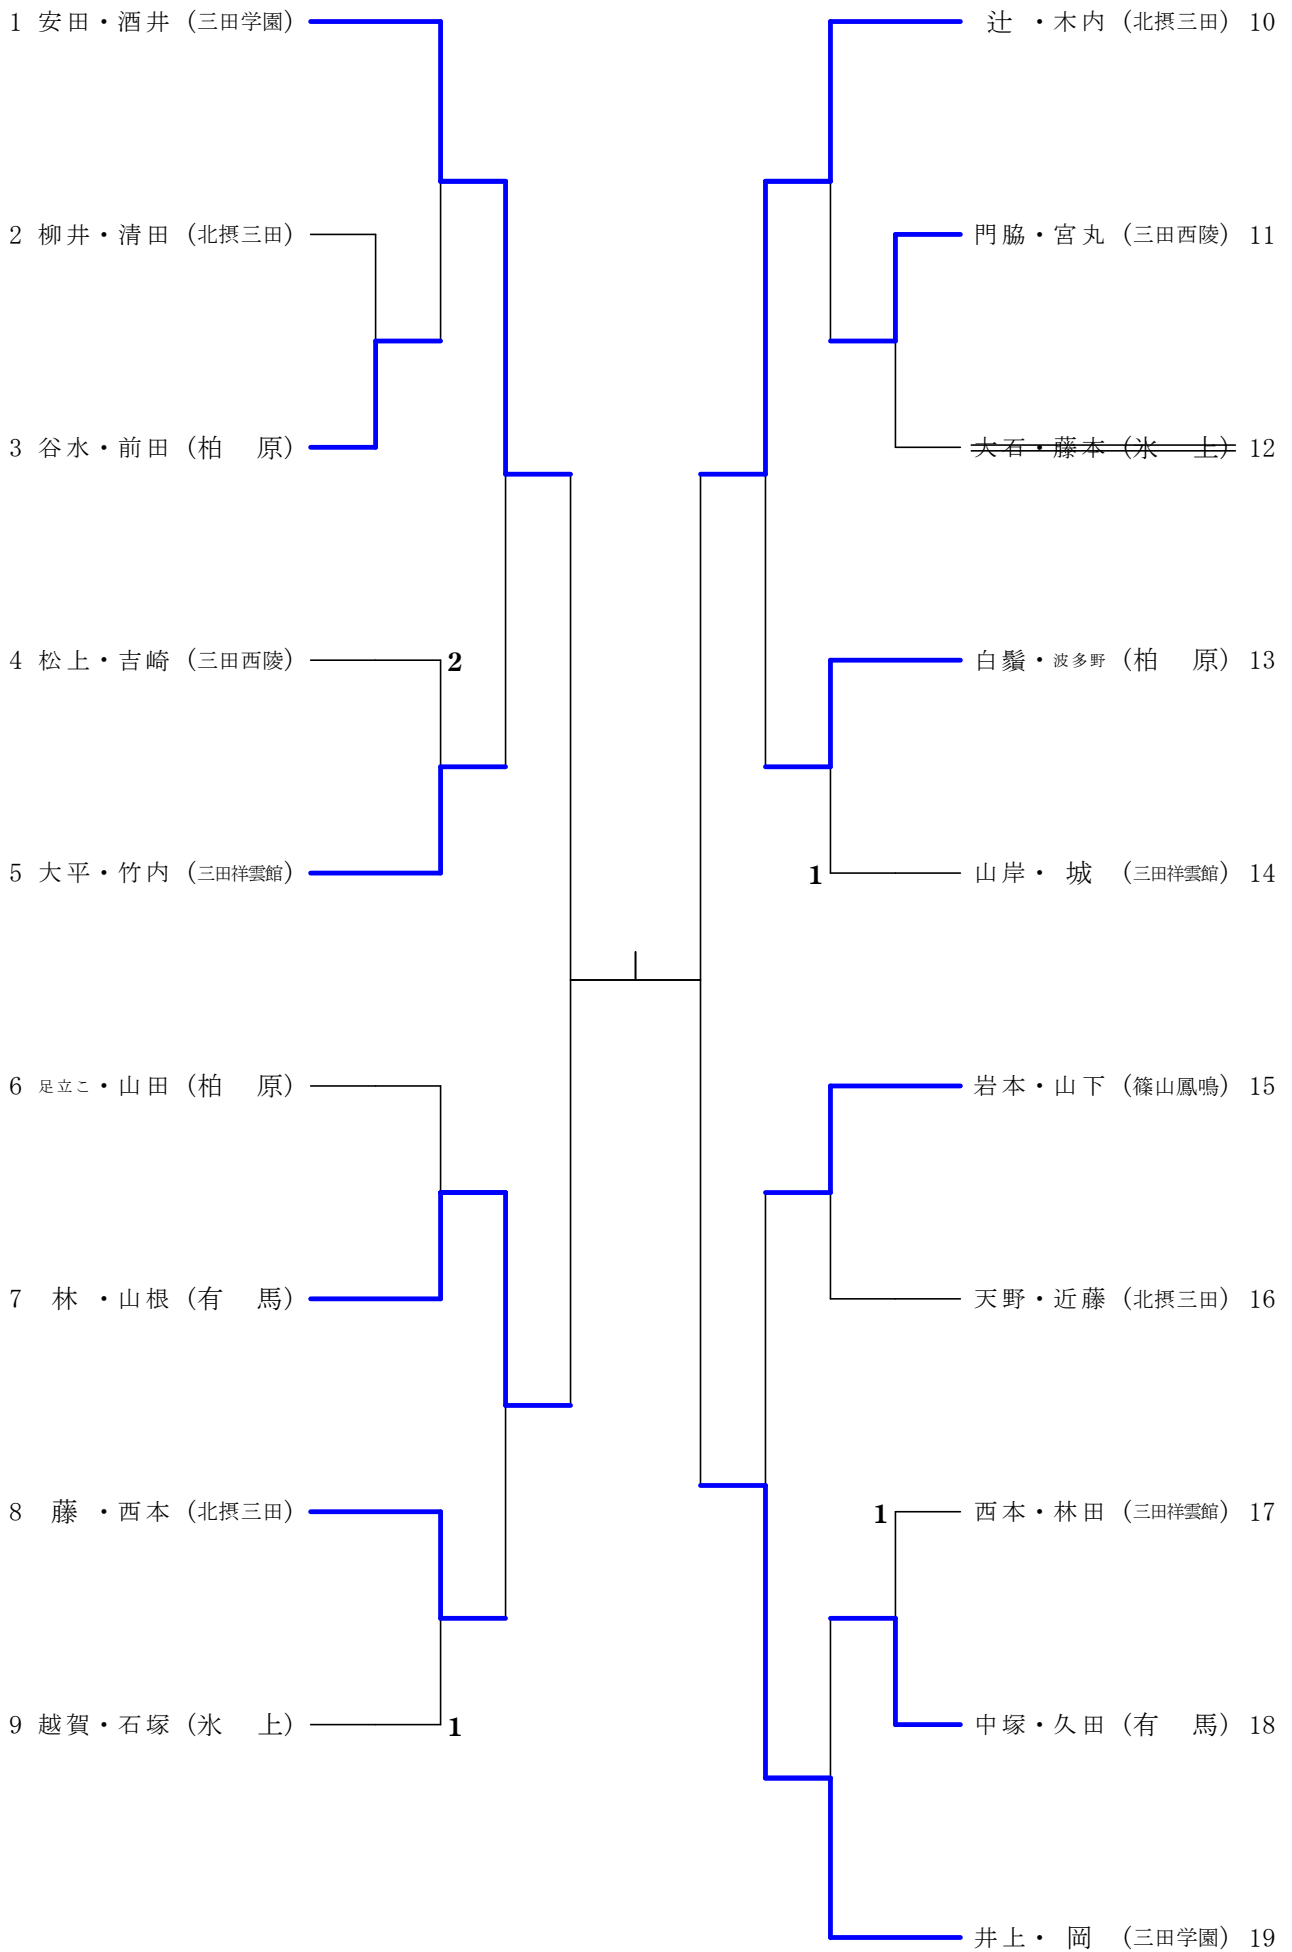 1 安田・酒井 (三田学園)
2 柳井・清田 (北摂三田)
3 谷水・前田 (柏　原)
4 松上・吉崎 (三田西陵)
2
5 大平・竹内 (三田祥雲館)
6 足立こ・山田 (柏　原)
7 林・山根 (有　馬)
8 藤・西本 (北摂三田)
9 越賀・石塚 (氷　上)
1
辻・木内 (北摂三田) 10
門脇・宮丸 (三田西陵) 11
大石・藤本 (氷　上) 12
白鬚・波多野 (柏　原) 13
1
山岸・城 (三田祥雲館) 14
岩本・山下 (篠山鳳鳴) 15
天野・近藤 (北摂三田) 16
1
西本・林田 (三田祥雲館) 17
中塚・久田 (有　馬) 18
井上・岡 (三田学園) 19